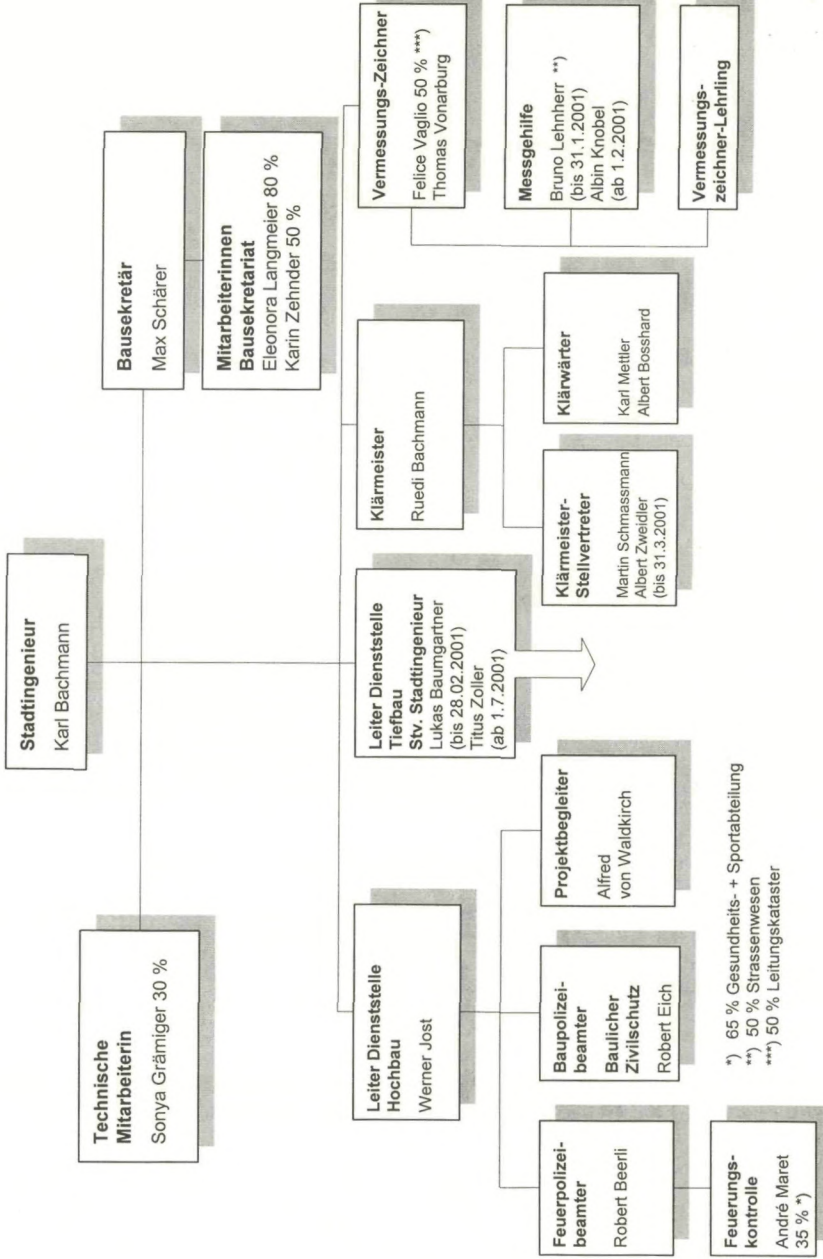 Stadtingenieur
Karl Bachmann
Technische
Mitarbeiterin
Sonya Grämiger 30 %
Bausekretär
Max Schärer
Mitarbeiterinnen
Bausekretariat
Eleonora Langmeier 80 %
Karin Zehnder 50 %
Leiter Dienststelle
Hochbau
Werner Jost
Leiter Dienststelle
Tiefbau
Stv. Stadtingenieur
Lukas Baumgartner
(bis 28.02.2001)
Titus Zoller
(ab 1.7.2001)
Klärmeister
Ruedi Bachmann
Vermessungs-Zeichner
Felice Vaglio 50 % ***)
Thomas Vonarburg
Feuerpolizei-
beamter
Robert Beerli
Baupolizei-
beamter
Baulicher
Zivilschutz
Robert Eich
Projektbegleiter
Alfred
von Waldkirch
Klärmeister-
Stellvertreter
Martin Schmassmann
Albert Zweidler
(bis 31.3.2001)
Klärwärter
Karl Mettler
Albert Bosshard
Messgehilfe
Bruno Lehnherr **)
(bis 31.1.2001)
Albin Knobel
(ab 1.2.2001)
Vermessungs-
zeichner-Lehrling
Feuerungs-
kontrolle
André Maret
35 % *)
*) 65 % Gesundheits- + Sportabteilung
**) 50 % Strassenwesen
***) 50 % Leitungskataster